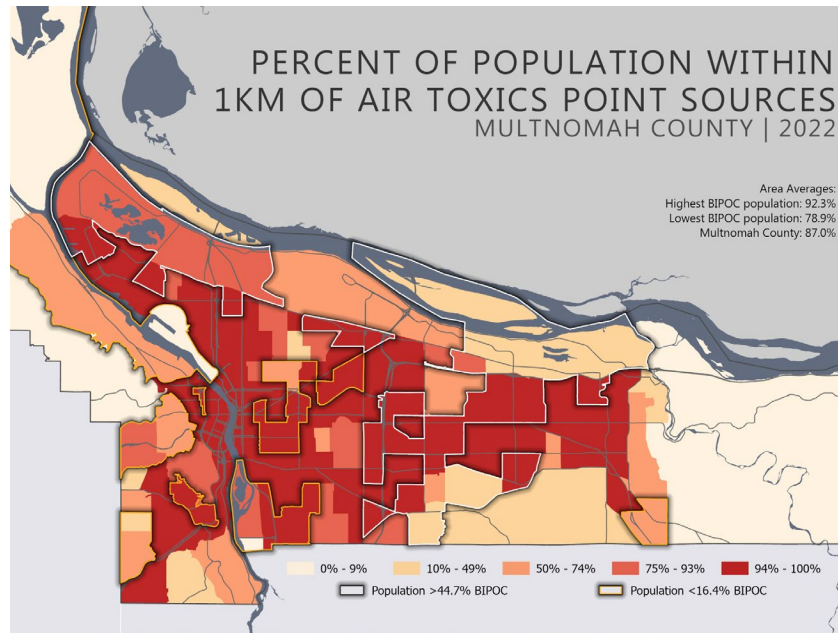 PERCENT OF POPULATION WITHIN
1KM OF AIR TOXICS POINT SOURCES
MULTNOMAH COUNTY | 2022
Area Averages:
Highest BIPOC population: 92.3%
Lowest BIPOC population: 78.9%
Multnomah County: 87.0%
0% - 9% 10% - 49% 50% - 74% 75% - 93% 94% - 100%
Population >44.7% BIPOC Population <16.4% BIPOC